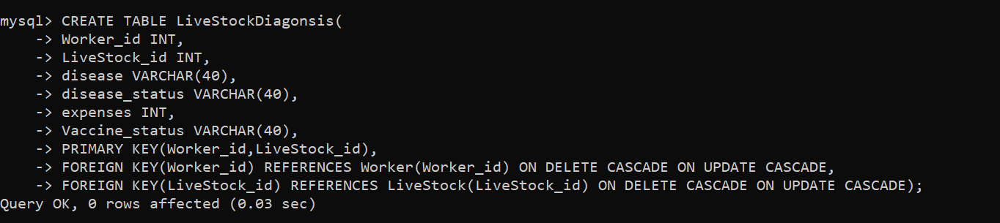 mysql> CREATE TABLE LiveStockDiagonsis(
    -> Worker_id INT,
    -> LiveStock_id INT,
    -> disease VARCHAR(40),
    -> disease_status VARCHAR(40),
    -> expenses INT,
    -> Vaccine_status VARCHAR(40),
    -> PRIMARY KEY(Worker_id,LiveStock_id),
    -> FOREIGN KEY(Worker_id) REFERENCES Worker(Worker_id) ON DELETE CASCADE ON UPDATE CASCADE,
    -> FOREIGN KEY(LiveStock_id) REFERENCES LiveStock(LiveStock_id) ON DELETE CASCADE ON UPDATE CASCADE);
Query OK, 0 rows affected (0.03 sec)